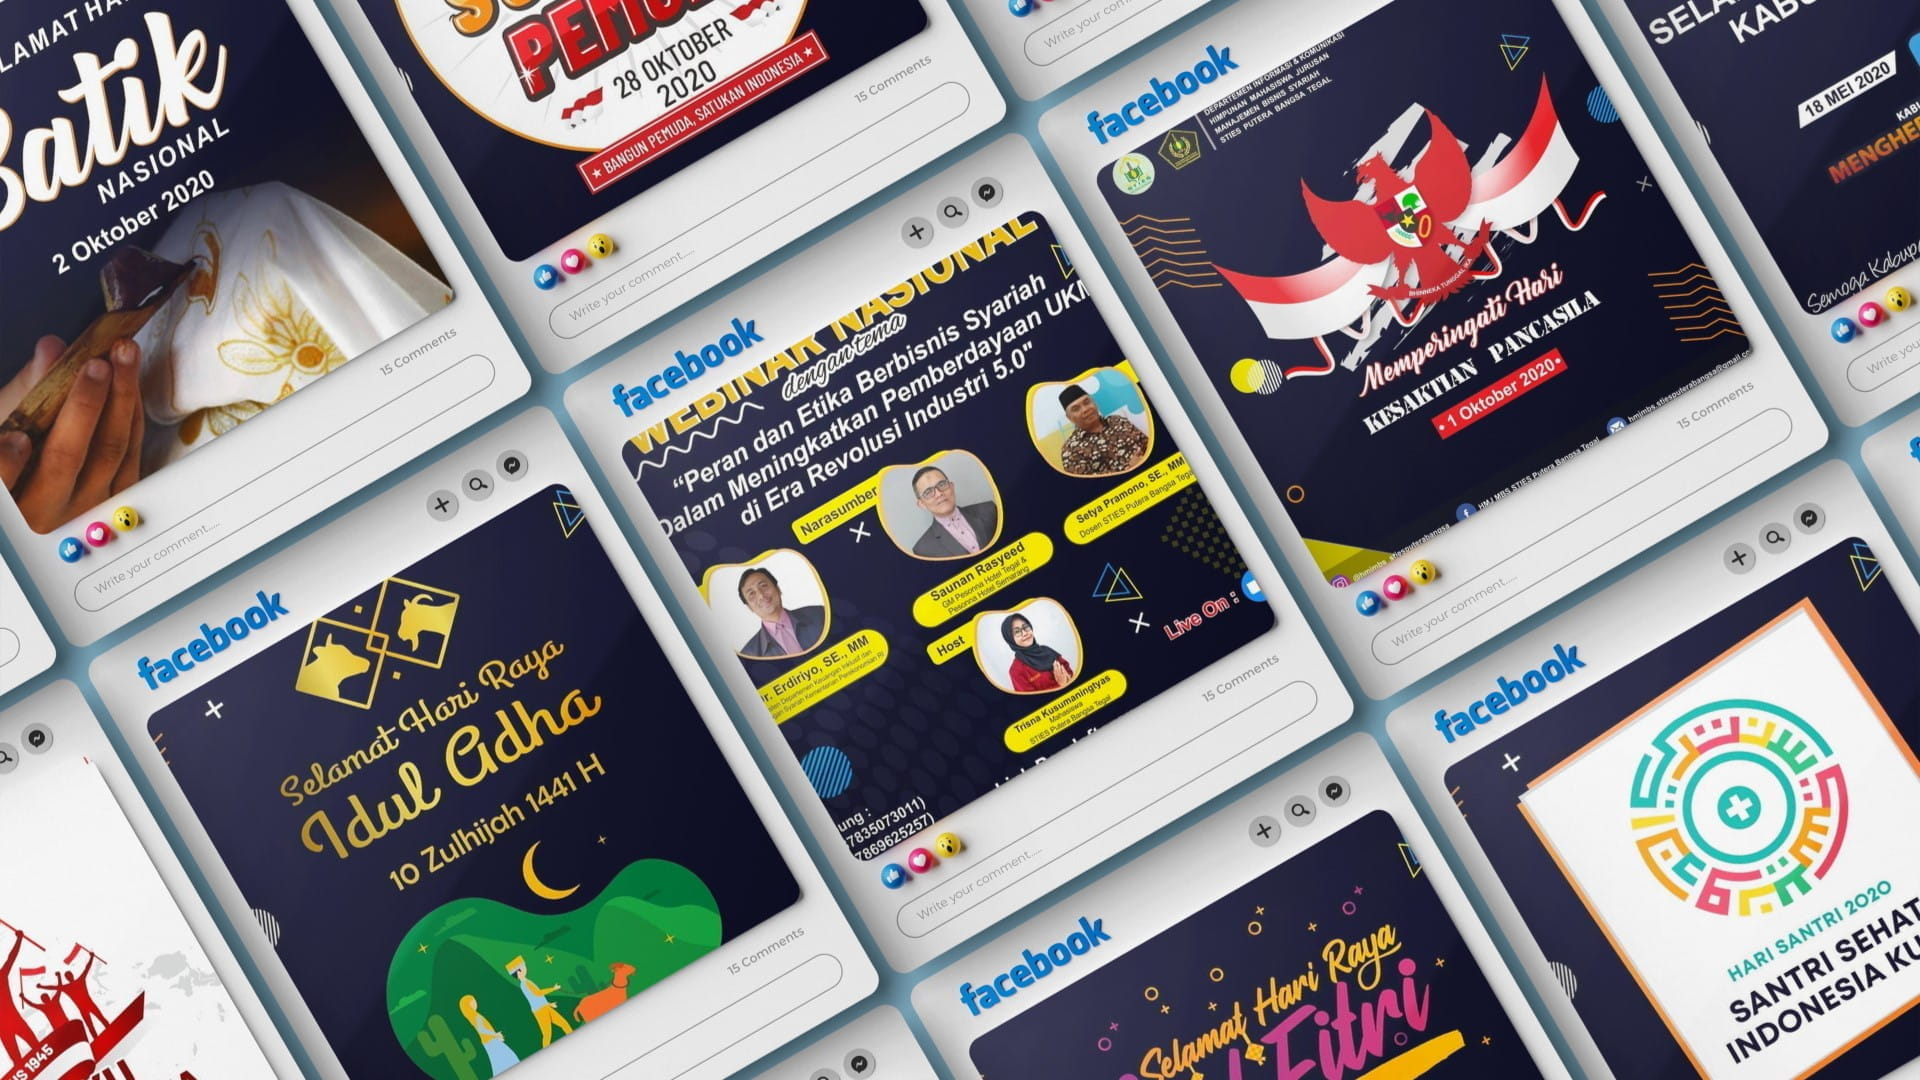 LAMAT HA
Batik
NASIONAL
2 Oktober 2020
15 Comments
Write your comment.....
PEMU
28 OKTOBER
2020
★ BANGUN PEMUDA, SATUKAN INDONESIA ★
15 Comments
Write your comment.....
Write your comment.....
facebook
DEPARTEMEN INFORMASI & KOMUNIKASI
HIMPUNAN MAHASISWA JURUSAN
MANAJEMEN BISNIS SYARIAH
STIES PUTERA BANGSA TEGAL
BHINNEKA TUNGGAL IKA
Memperingati Hari
KESAKTIAN PANCASILA
• 1 Oktober 2020 •
@hmjmbs_stiesputerabangsa
HMJ MBS STIES Putera Bangsa Tegal
hmjmbs.stiesputerabangsa@gmail.co
15 Comments
Write your comment.....
SELA
KABU
18 MEI 2020
KABU
MENGHE
Semoga Kabup
Write you
facebook
WEBINAR NASIONAL
dengan tema
"Peran dan Etika Berbisnis Syariah
Dalam Meningkatkan Pemberdayaan UKM
di Era Revolusi Industri 5.0"
Narasumber
Setya Pramono, SE., MM
Dosen STIES Putera Bangsa Tega
Saunan Rasyeed
GM Pesonna Hotel Tegal &
Pesonna Hotel Semarang
r. Erdiriyo, SE., MM
Host
Trisna Kusumaningtyas
Mahasiswa
STIES Putera Bangsa Tegal
Live On :
ung :
7835073011)
7869625257)
15 Comments
Write your comment.....
facebook
Selamat Hari Raya
Idul Adha
10 Zulhijah 1441 H
15 Comments
facebook
HARI SANTRI 2020
SANTRI SEHAT
INDONESIA KU
facebook
Selamat Hari Raya
Fitri
US 1945